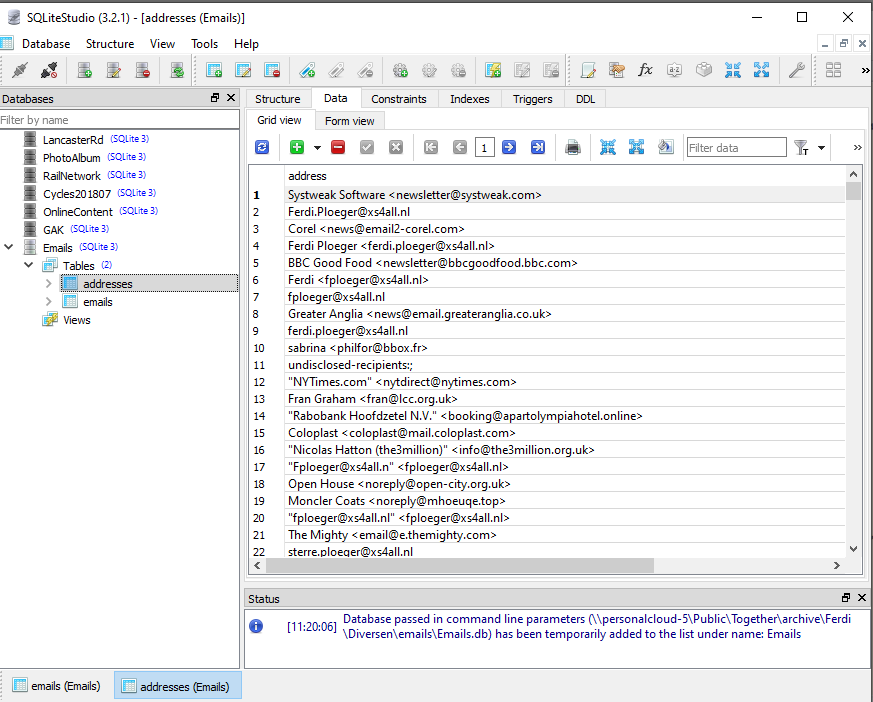 SQLiteStudio (3.2.1) - [addresses (Emails)]
Database Structure View Tools Help
Databases
Filter by name
LancasterRd (SQLite 3)
PhotoAlbum (SQLite 3)
RailNetwork (SQLite 3)
Cycles201807 (SQLite 3)
OnlineContent (SQLite 3)
GAK (SQLite 3)
Emails (SQLite 3)
Tables (2)
addresses
emails
Views
Structure Data Constraints Indexes Triggers DDL
Grid view Form view
1 Filter data
address
1 Systweak Software <newsletter@systweak.com>
2 Ferdi.Ploeger@xs4all.nl
3 Corel <news@email2-corel.com>
4 Ferdi Ploeger <ferdi.ploeger@xs4all.nl>
5 BBC Good Food <newsletter@bbcgoodfood.bbc.com>
6 Ferdi <fploeger@xs4all.nl>
7 fploeger@xs4all.nl
8 Greater Anglia <news@email.greateranglia.co.uk>
9 ferdi.ploeger@xs4all.nl
10 sabrina <philfor@bbox.fr>
11 undisclosed-recipients:;
12 "NYTimes.com" <nytdirect@nytimes.com>
13 Fran Graham <fran@lcc.org.uk>
14 "Rabobank Hoofdzetel N.V." <booking@apartolympiahotel.online>
15 Coloplast <coloplast@mail.coloplast.com>
16 "Nicolas Hatton (the3million)" <info@the3million.org.uk>
17 "Fploeger@xs4all.n" <fploeger@xs4all.nl>
18 Open House <noreply@open-city.org.uk>
19 Moncler Coats <noreply@mhoeuqe.top>
20 "fploeger@xs4all.nl" <fploeger@xs4all.nl>
21 The Mighty <email@e.themighty.com>
22 sterre.ploeger@xs4all.nl
Status
[11:20:06] Database passed in command line parameters (\\personalcloud-5\Public\Together\archive\Ferdi
\Diversen\emails\Emails.db) has been temporarily added to the list under name: Emails
emails (Emails) addresses (Emails)